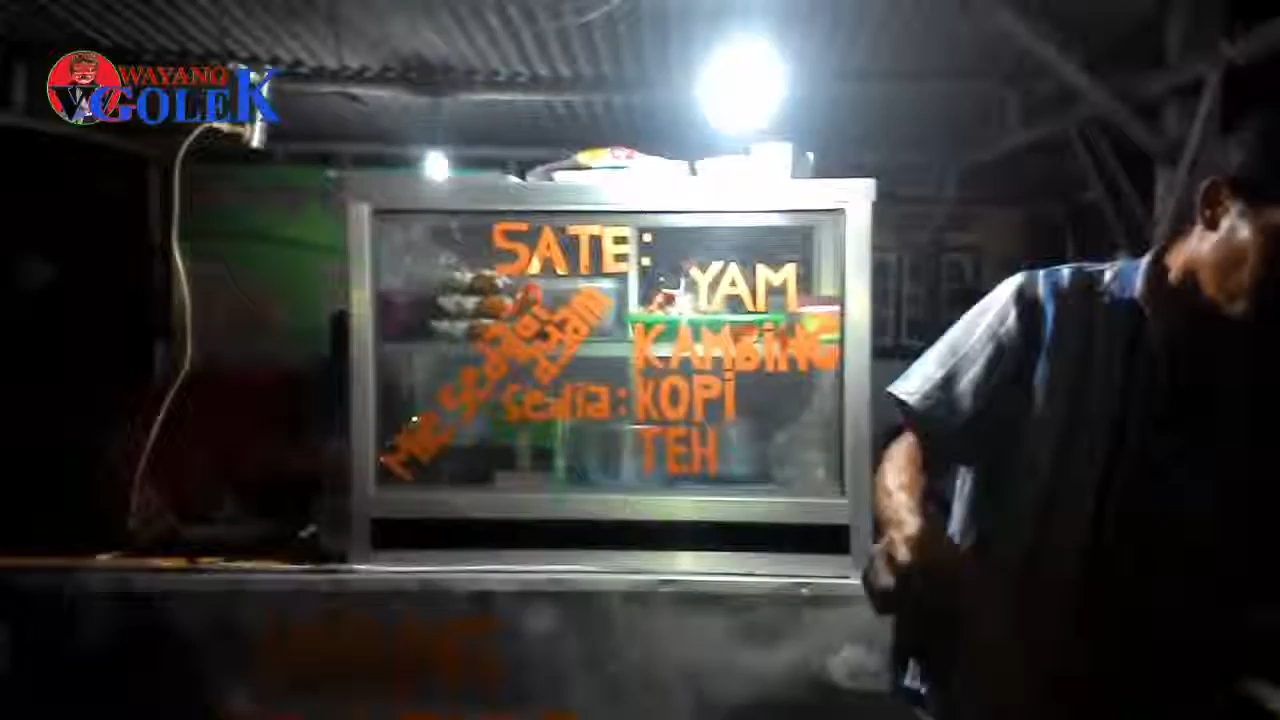 WAYANG
GOLEK
SATE:
YAM
KAMBiNG
Mie
sedia: KOPi
TEH